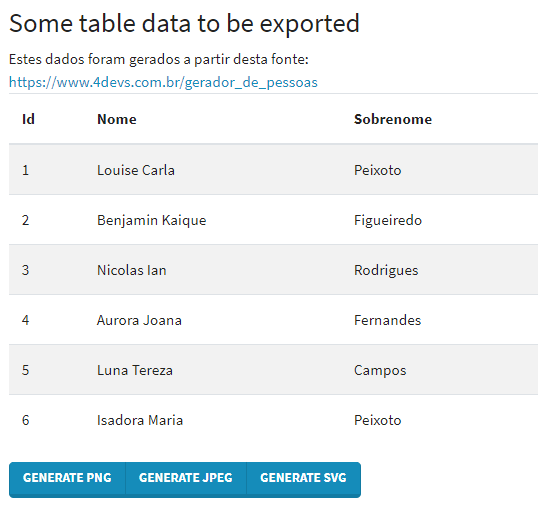 Some table data to be exported
Estes dados foram gerados a partir desta fonte:
https://www.4devs.com.br/gerador_de_pessoas
Id Nome Sobrenome
1 Louise Carla Peixoto
2 Benjamin Kaique Figueiredo
3 Nicolas Ian Rodrigues
4 Aurora Joana Fernandes
5 Luna Tereza Campos
6 Isadora Maria Peixoto
GENERATE PNG GENERATE JPEG GENERATE SVG